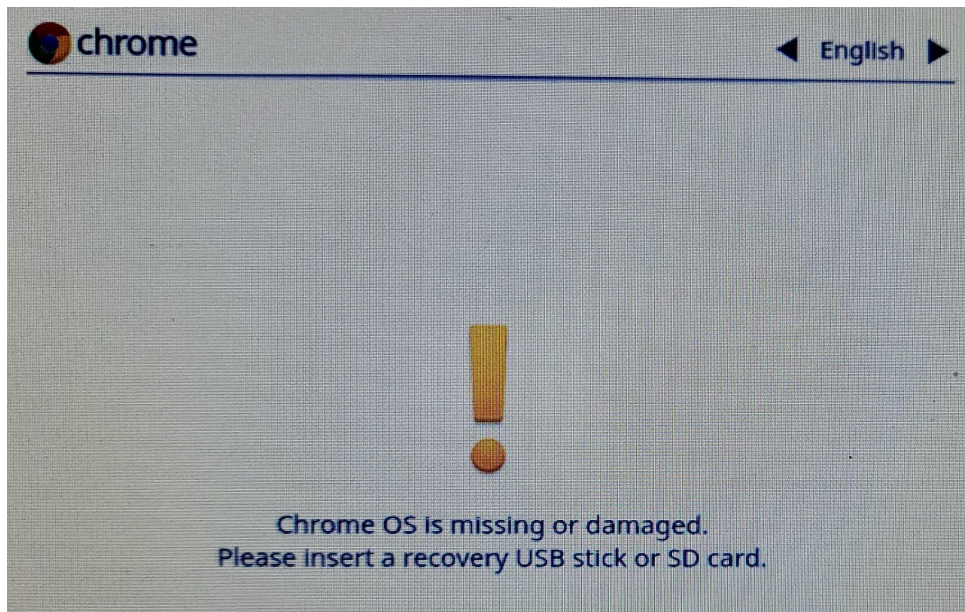 chrome
English
Chrome OS is missing or damaged.
Please insert a recovery USB stick or SD card.